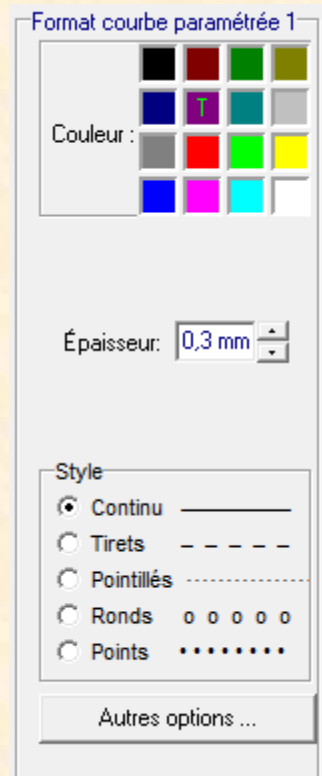 Format courbe paramétrée 1
T
Couleur :
Épaisseur: 0,3 mm
Style
Continu
Tirets
Pointillés
Ronds
Points
Autres options ...